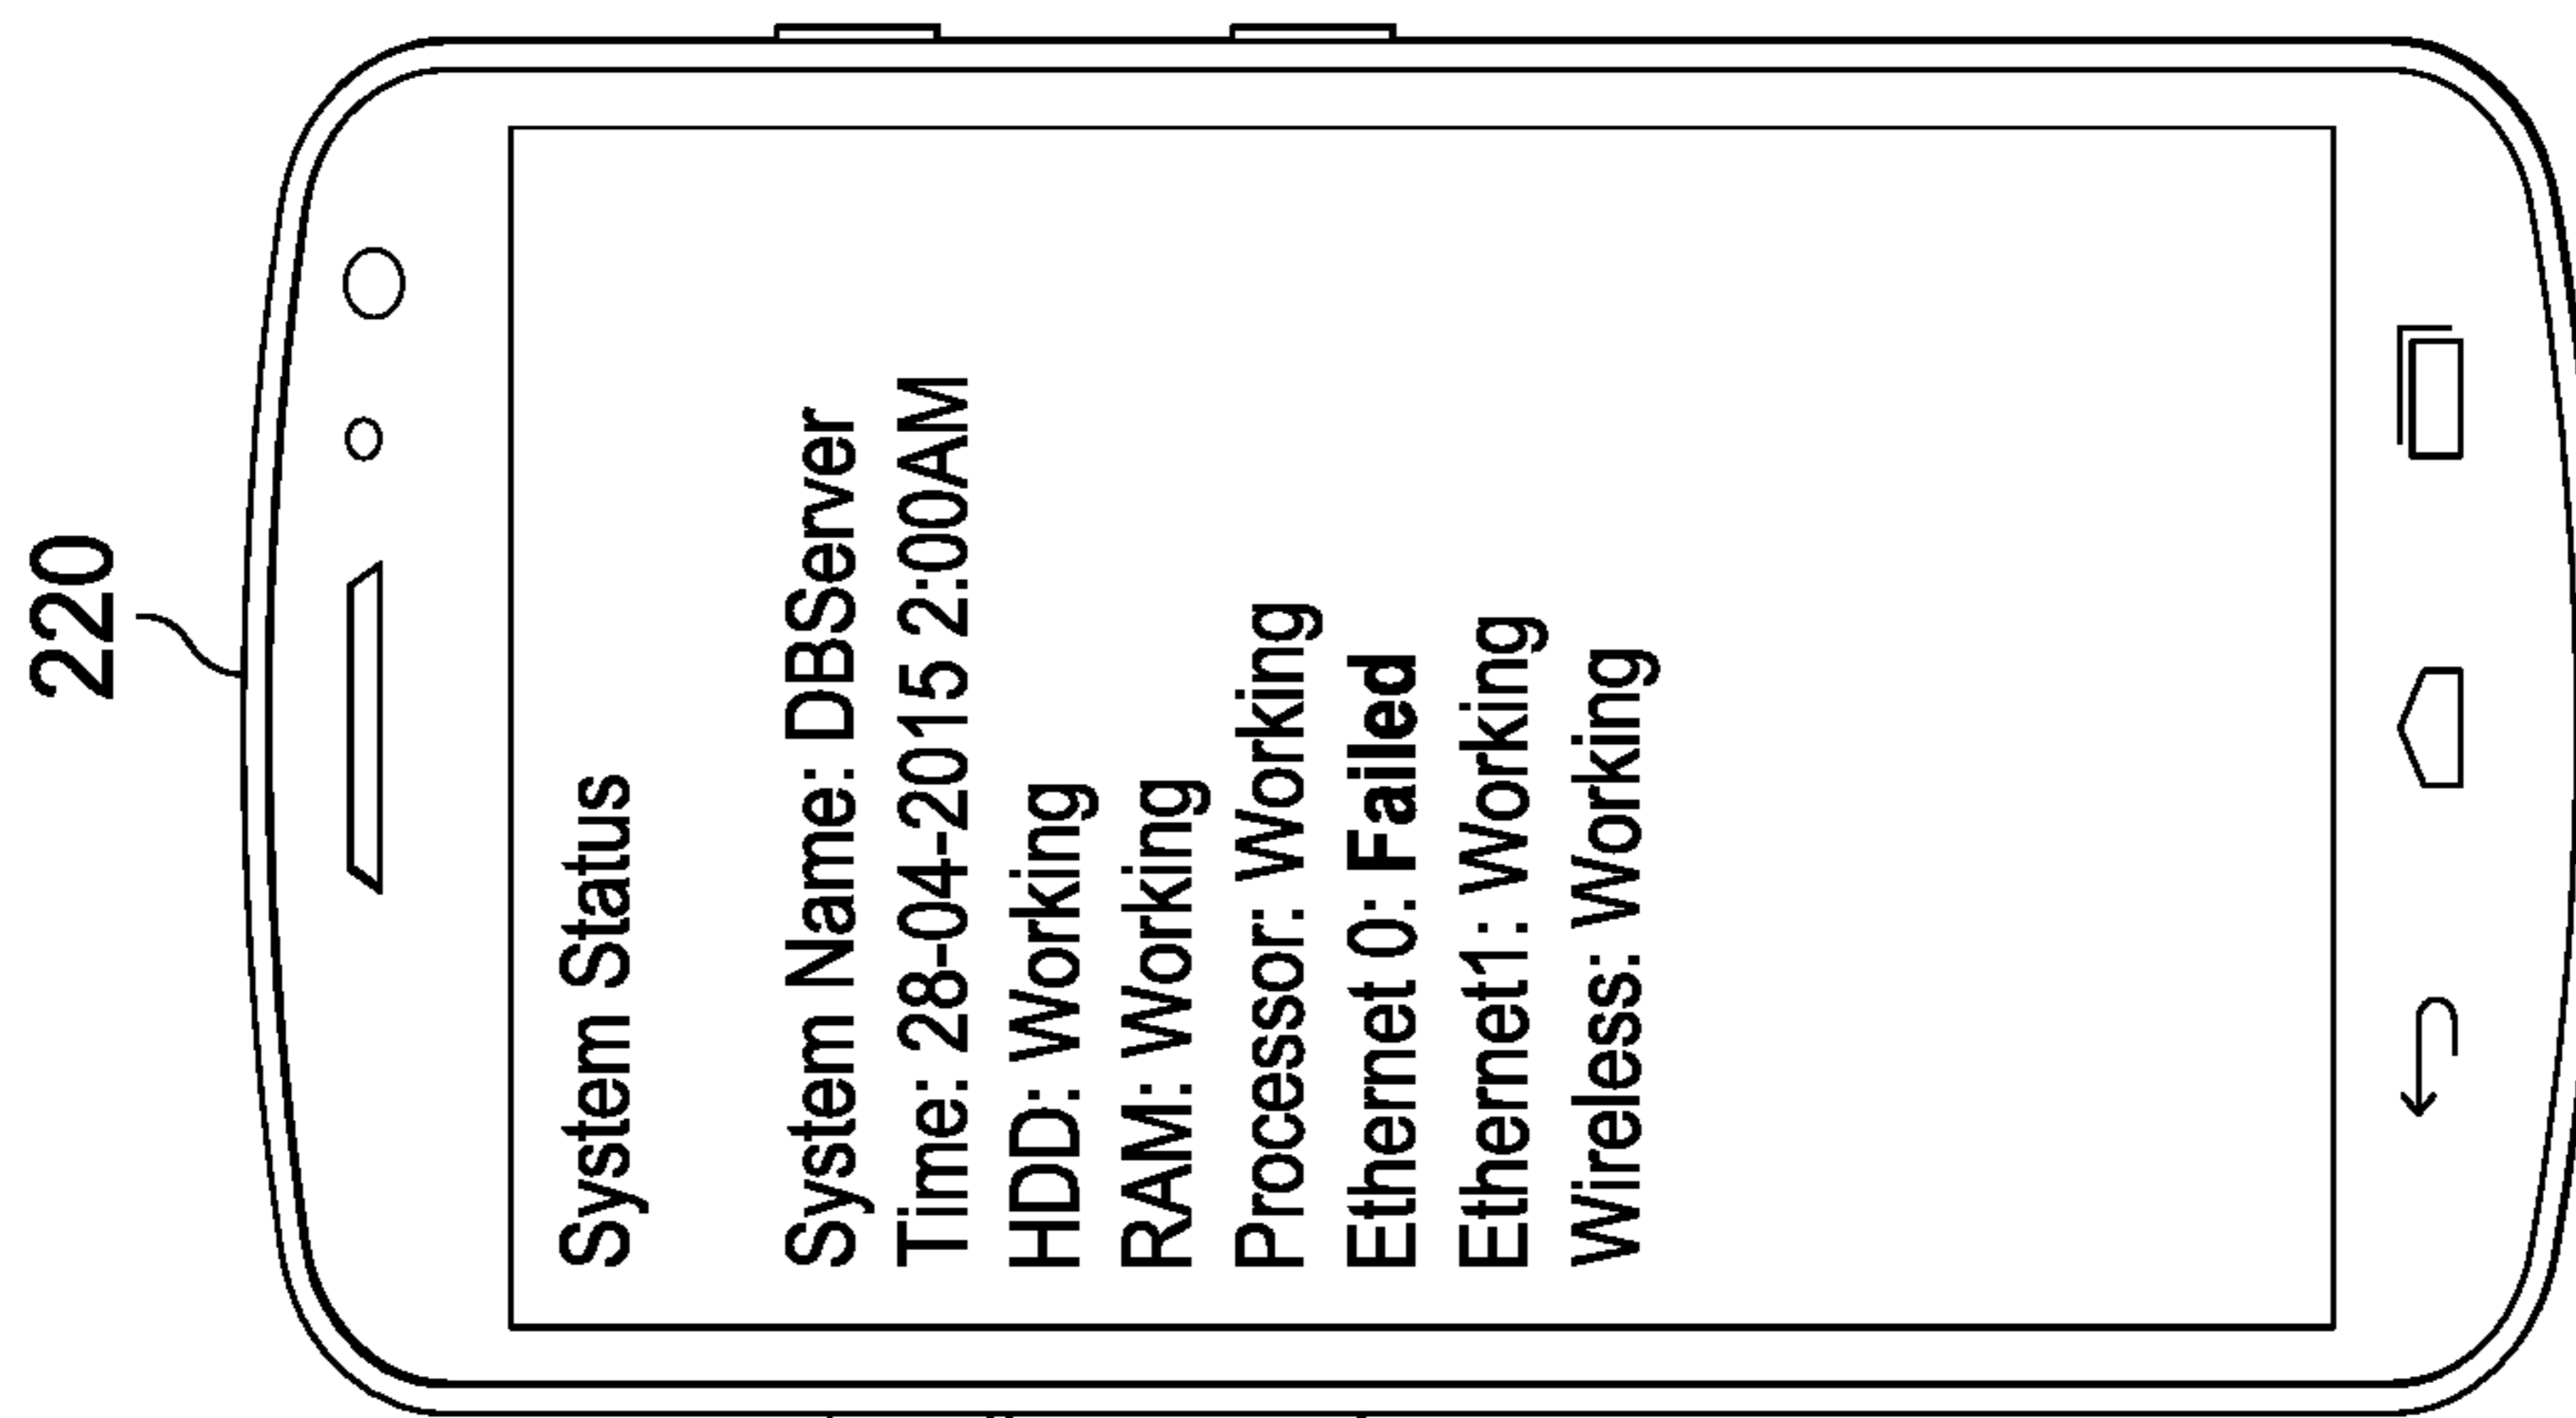 220
System Status
System Name: DBServer
Time: 28-04-2015 2:00AM
HDD: Working
RAM: Working
Processor: Working
Ethernet 0: Failed
Ethernet1: Working
Wireless: Working